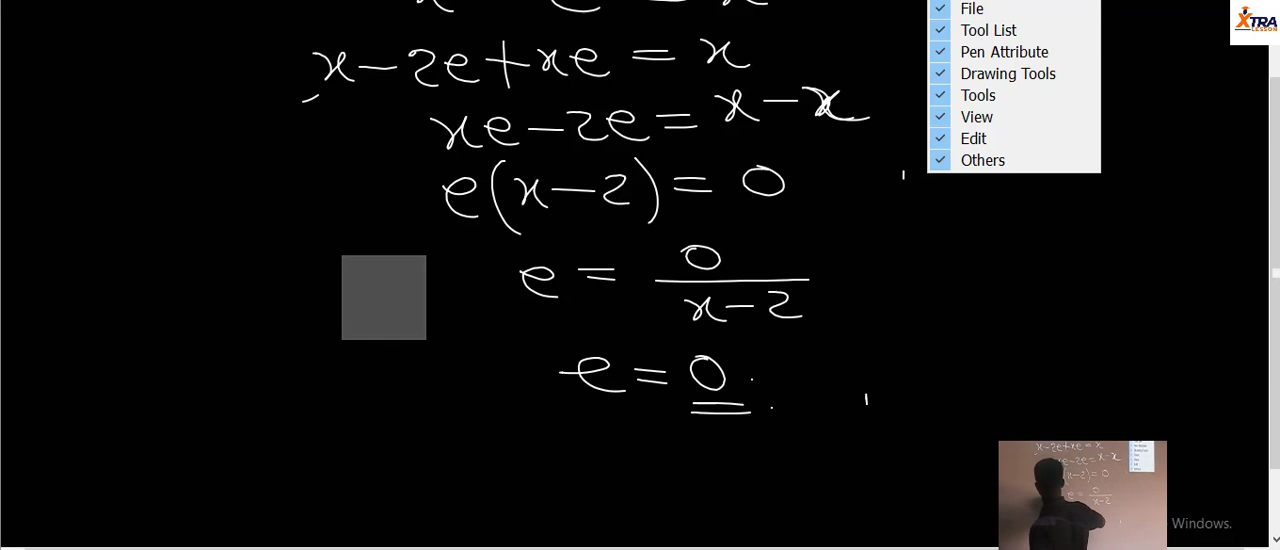 x − 2e + xe = x
xe − 2e = x − x
e(x − 2) = 0
e = 0/(x − 2)
e = 0
File
Tool List
Pen Attribute
Drawing Tools
Tools
View
Edit
Others
XTRA
LESSON
Windows.